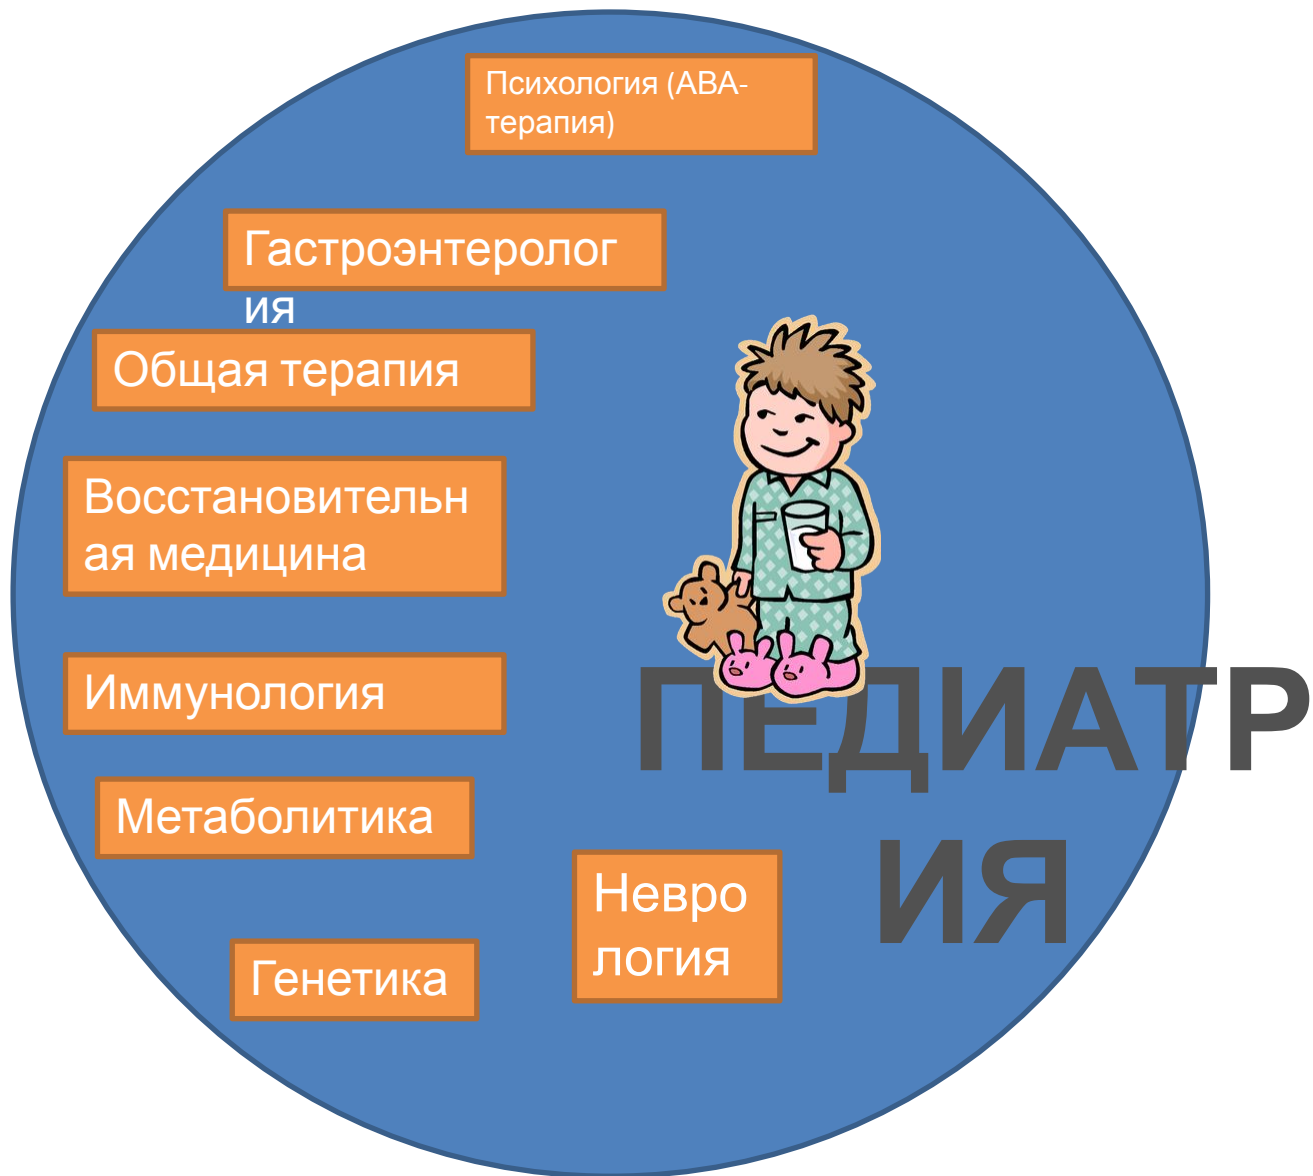 Психология (АВА-
терапия)
Гастроэнтеролог
ия
Общая терапия
Восстановительн
ая медицина
Иммунология
Метаболитика
Генетика
Невро
логия
ПЕДИАТР
ИЯ